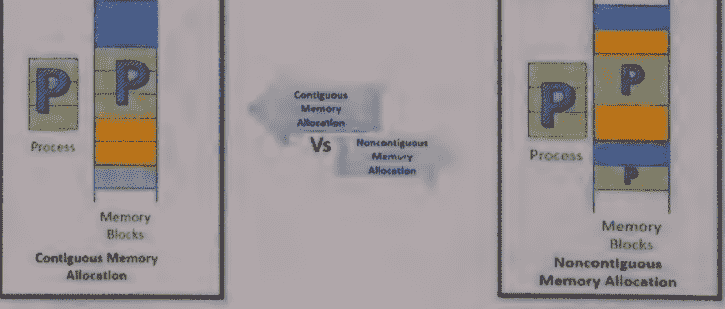 P
P
Process
Memory
Blocks
Contiguous Memory
Allocation
Contiguous
Memory
Allocation
Vs
Noncontiguous
Memory
Allocation
P
P
P
Process
Memory
Blocks
Noncontiguous
Memory Allocation